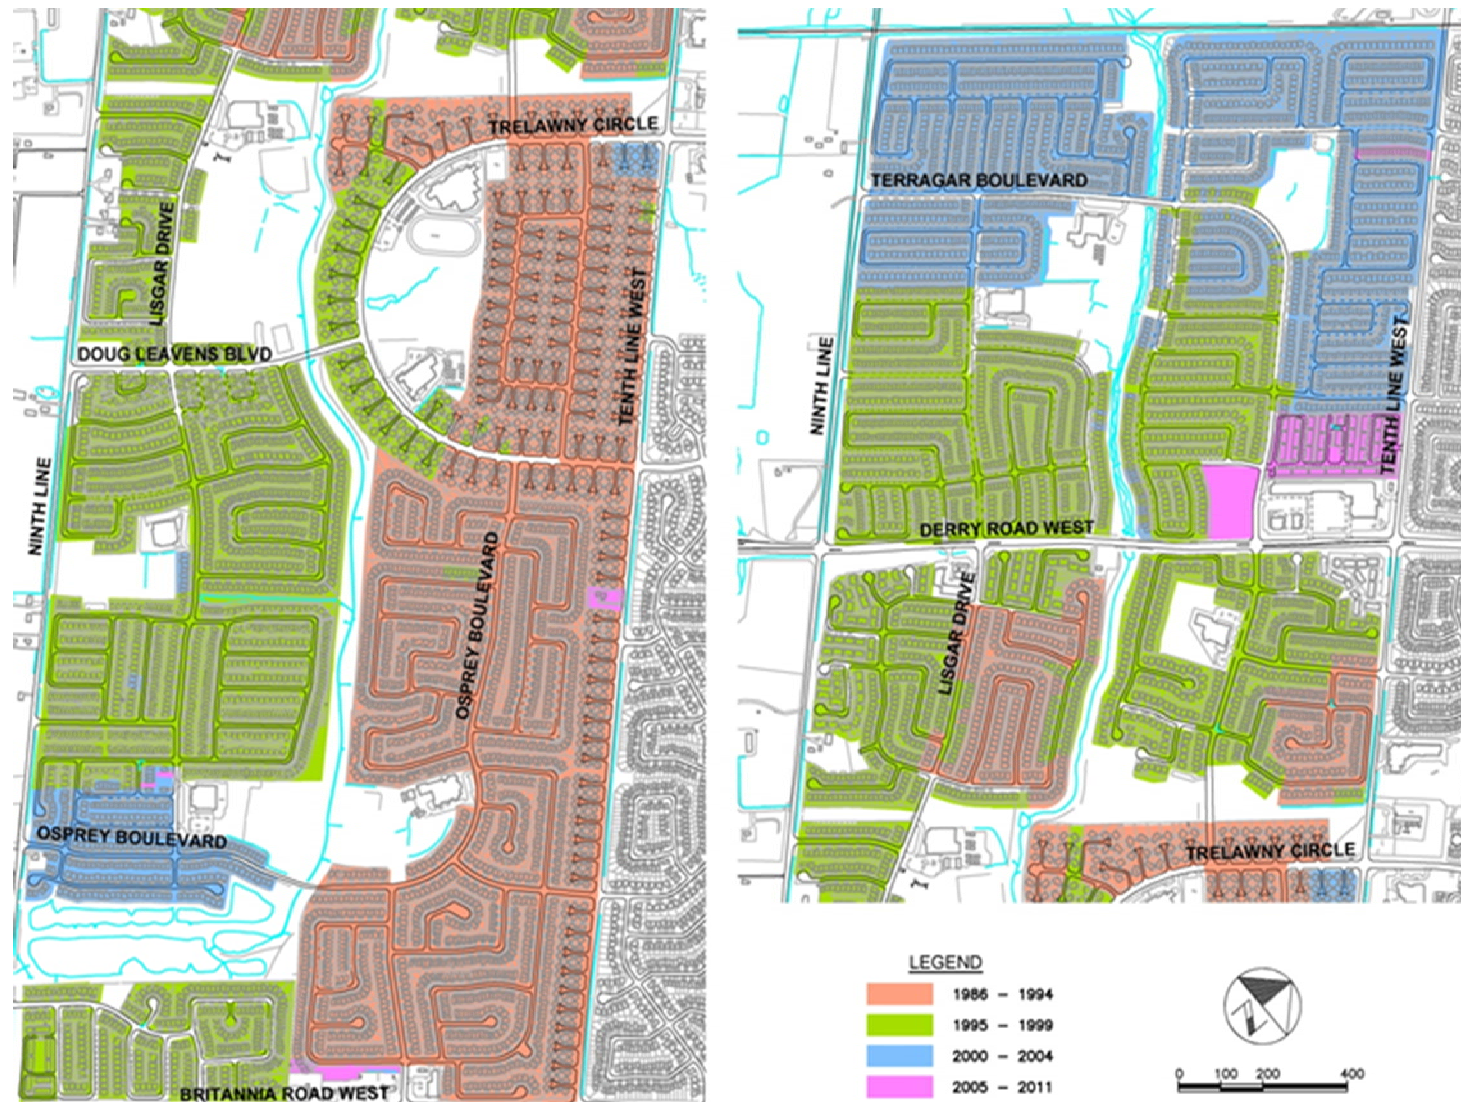 TRELAWNY CIRCLE
LISGAR DRIVE
DOUG LEAVENS BLVD
TENTH LINE WEST
NINTH LINE
OSPREY BOULEVARD
OSPREY BOULEVARD
BRITANNIA ROAD WEST
TERRAGAR BOULEVARD
NINTH LINE
TENTH LINE WEST
DERRY ROAD WEST
LISGAR DRIVE
TRELAWNY CIRCLE
LEGEND
1986 - 1994
1995 - 1999
2000 - 2004
2005 - 2011
0 100 200 400